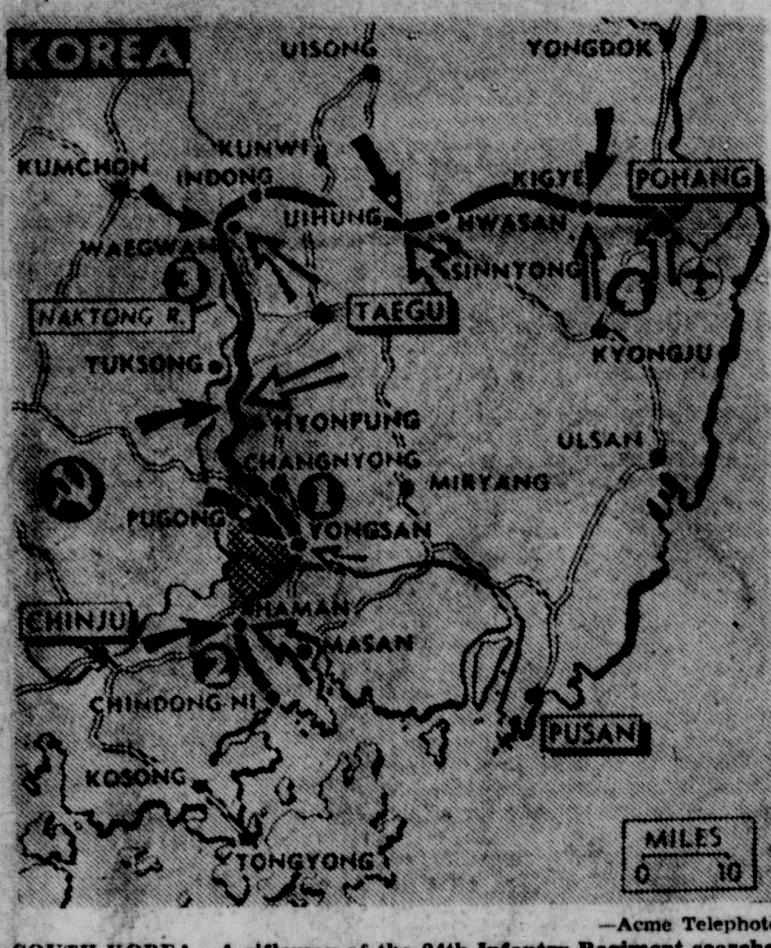 KOREA
UISONG
YONGDOK
KUMCHON
KUNWI
INDONG
KIGYE
POHANG
UIHUNG
HWASAN
WAEGWAN
SINNYONG
3
NAKTONG R.
TAEGU
KYONGJU
TUKSONG
HYONPUNG
CHANGNYONG
ULSAN
1
MIRYANG
PUGONG
YONGSAN
HAMAN
CHINJU
MASAN
2
CHINDONG-NI
PUSAN
KOSONG
TONGYONG
MILES
0 10
—Acme Telephoto